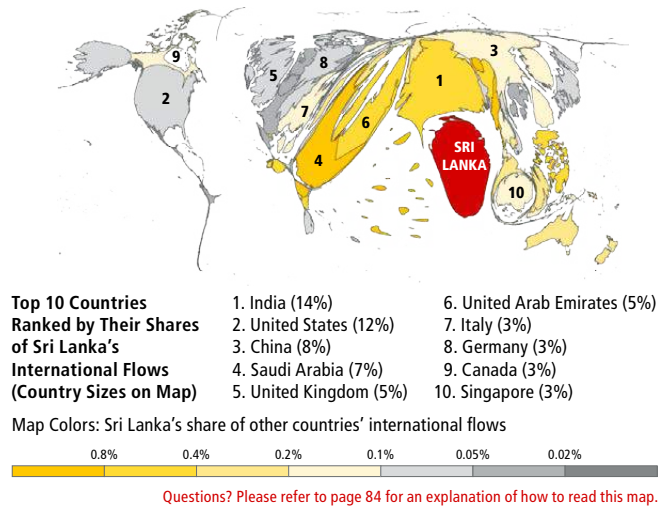 9
5
8
3
2
1
7
6
4
SRI
LANKA
10
Top 10 Countries
Ranked by Their Shares
of Sri Lanka's
International Flows
(Country Sizes on Map)
1. India (14%)
2. United States (12%)
3. China (8%)
4. Saudi Arabia (7%)
5. United Kingdom (5%)
6. United Arab Emirates (5%)
7. Italy (3%)
8. Germany (3%)
9. Canada (3%)
10. Singapore (3%)
Map Colors: Sri Lanka's share of other countries' international flows
0.8% 0.4% 0.2% 0.1% 0.05% 0.02%
Questions? Please refer to page 84 for an explanation of how to read this map.